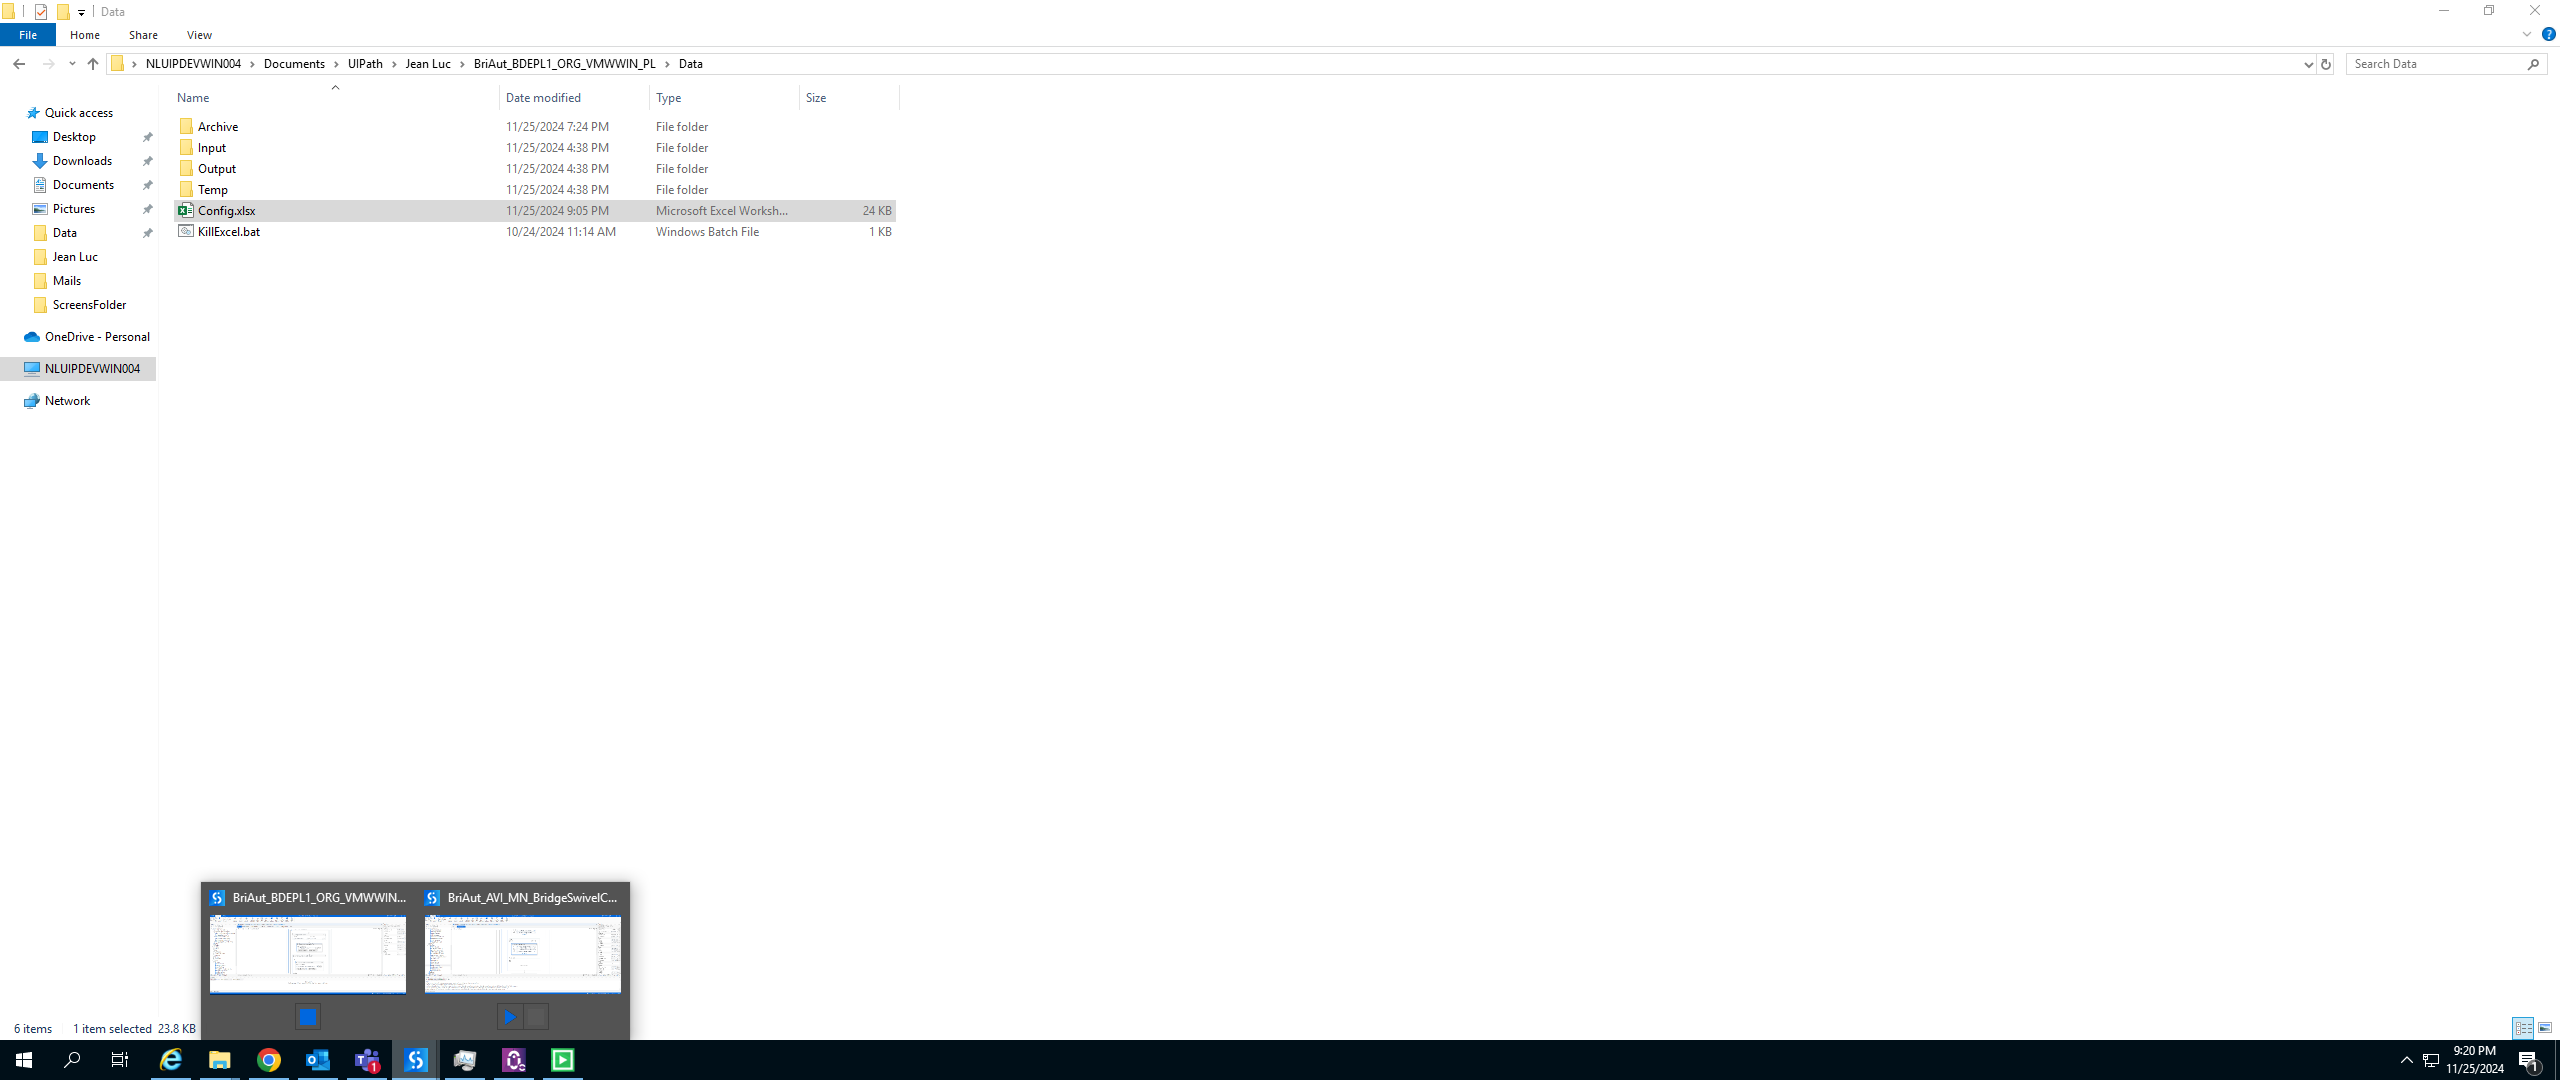 Data
File Home Share View
NLUIPDEVWIN004 > Documents > UIPath > Jean Luc > BriAut_BDEPL1_ORG_VMWWIN_PL > Data
Search Data
Name Date modified Type Size
Quick access
Desktop
Downloads
Documents
Pictures
Data
Jean Luc
Mails
ScreensFolder
OneDrive - Personal
NLUIPDEVWIN004
Network
Archive 11/25/2024 7:24 PM File folder
Input 11/25/2024 4:38 PM File folder
Output 11/25/2024 4:38 PM File folder
Temp 11/25/2024 4:38 PM File folder
Config.xlsx 11/25/2024 9:05 PM Microsoft Excel Worksh... 24 KB
KillExcel.bat 10/24/2024 11:14 AM Windows Batch File 1 KB
BriAut_BDEPL1_ORG_VMWWIN... BriAut_AVI_MN_BridgeSwivelC...
6 items 1 item selected 23.8 KB
1
9:20 PM
11/25/2024
1